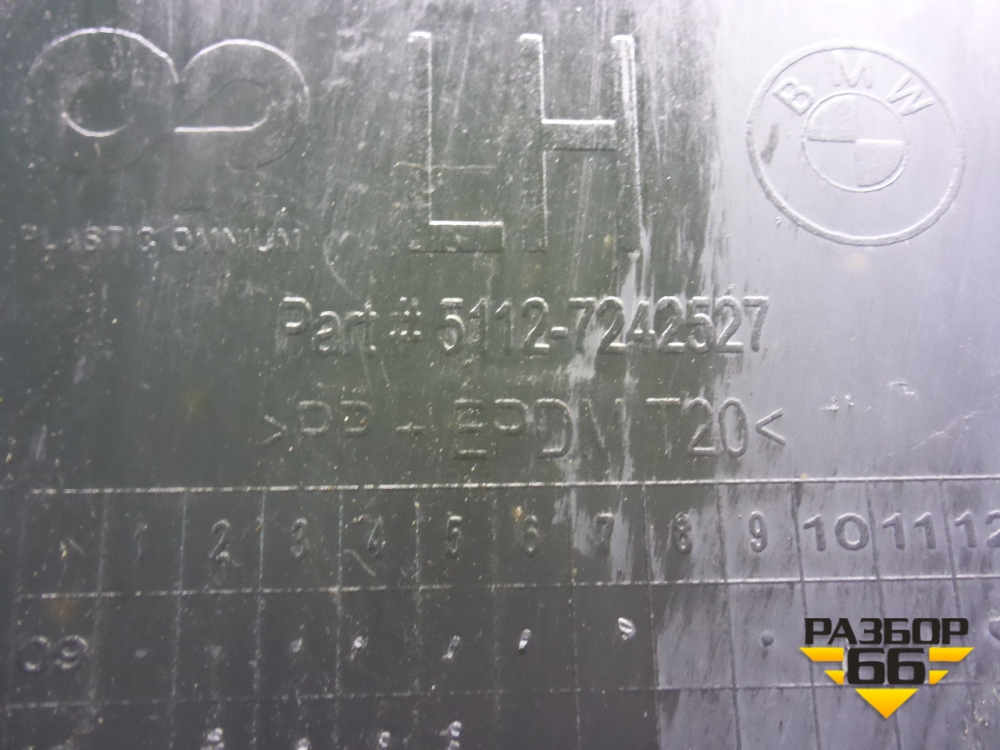 LH
BMW
PLASTIC OMNIUM
Part # 5112-7242527
>PP + EPDM T20<
1 2 3 4 5 6 7 8 9 10 11 12
09
РАЗБОР
66